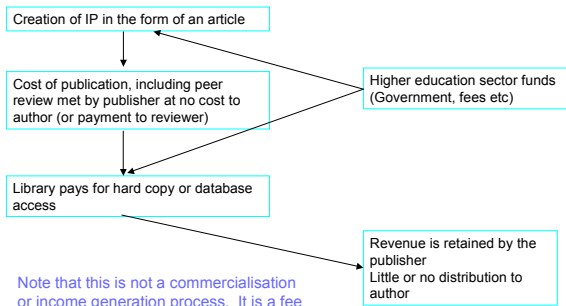 Creation of IP in the form of an article
Cost of publication, including peer
review met by publisher at no cost to
author (or payment to reviewer)
Higher education sector funds
(Government, fees etc)
Library pays for hard copy or database
access
Revenue is retained by the
publisher
Little or no distribution to
author
Note that this is not a commercialisation
or income generation process. It is a fee